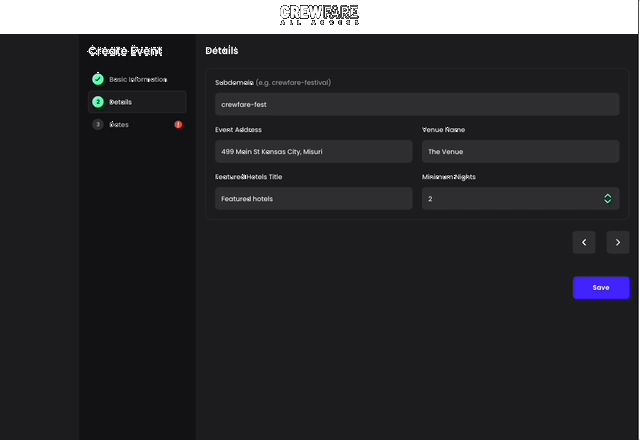 CREWFARE
ALL ACCESS
Create Event
Basic Information
2 Details
3 Dates
Details
Subdomain (e.g. crewfare-festival)
crewfare-fest
Event Address
Venue Name
499 Mein St Kansas City, Misuri
The Venue
Featured Hotels Title
Minimum Nights
Featured hotels
2
Save